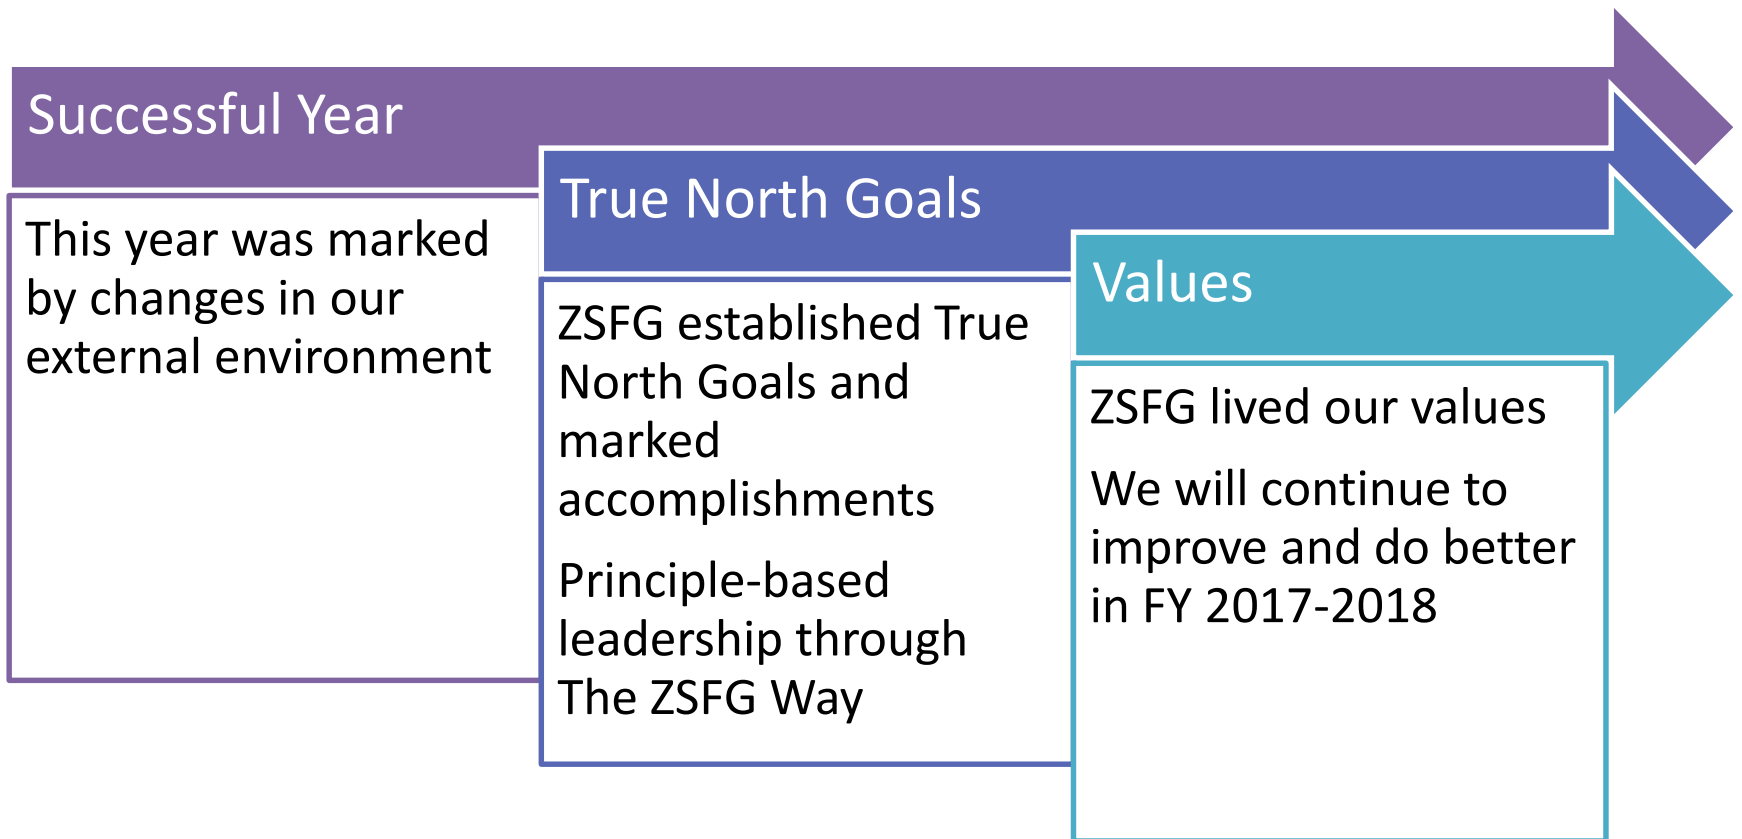 Successful Year
This year was marked
by changes in our
external environment
True North Goals
ZSFG established True
North Goals and
marked
accomplishments
Principle-based
leadership through
The ZSFG Way
Values
ZSFG lived our values
We will continue to
improve and do better
in FY 2017-2018